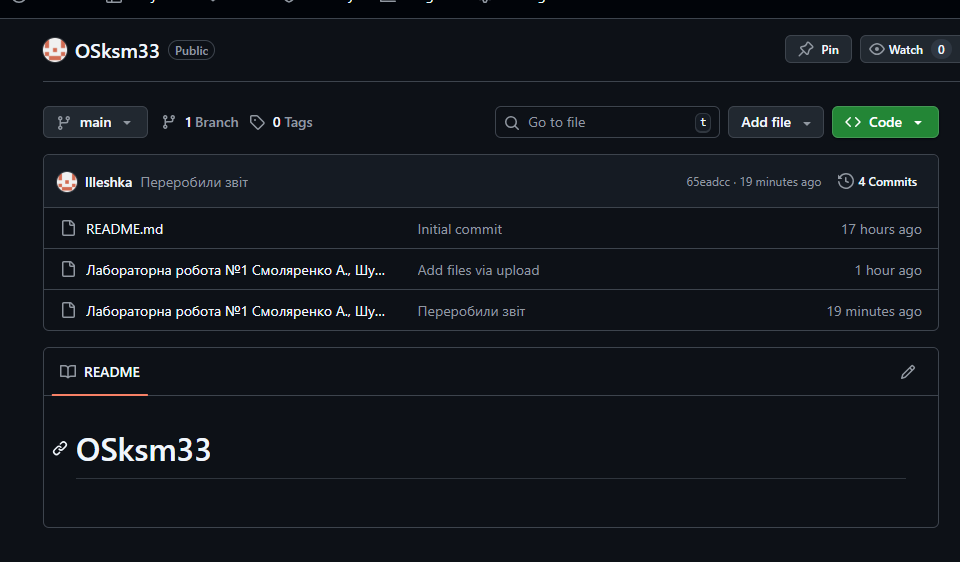 OSksm33 Public Pin Watch 0
main 1 Branch 0 Tags Go to file t Add file Code
Illeshka Переробили звіт 65eadcc · 19 minutes ago 4 Commits
README.md Initial commit 17 hours ago
Лабораторна робота №1 Смоляренко А., Шу... Add files via upload 1 hour ago
Лабораторна робота №1 Смоляренко А., Шу... Переробили звіт 19 minutes ago
README
OSksm33